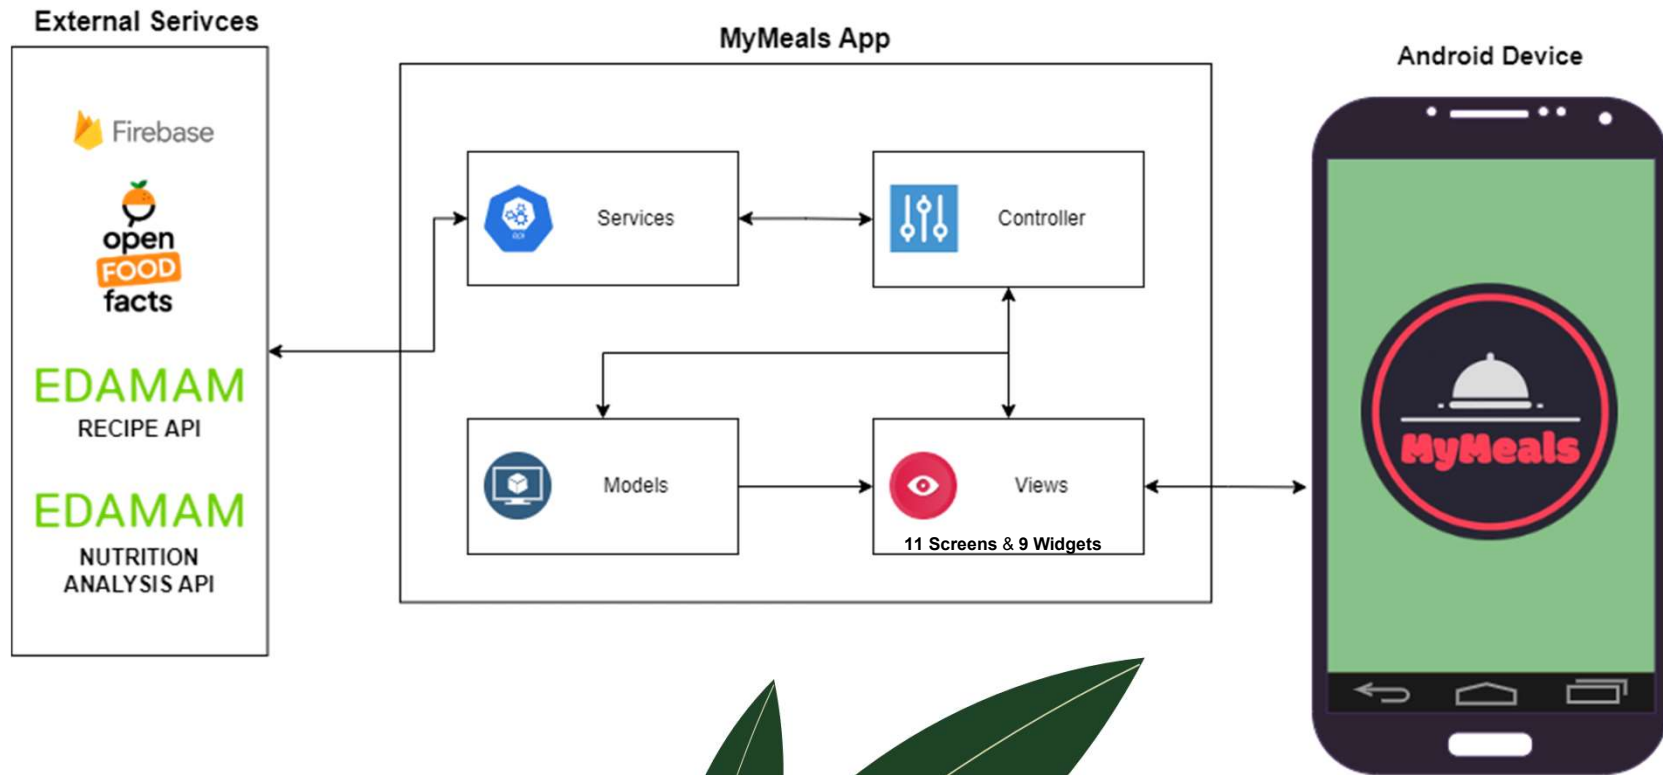 External Serivces
MyMeals App
Android Device
Firebase
open
FOOD
facts
EDAMAM
RECIPE API
EDAMAM
NUTRITION
ANALYSIS API
Services
Controller
Models
Views
11 Screens & 9 Widgets
MyMeals